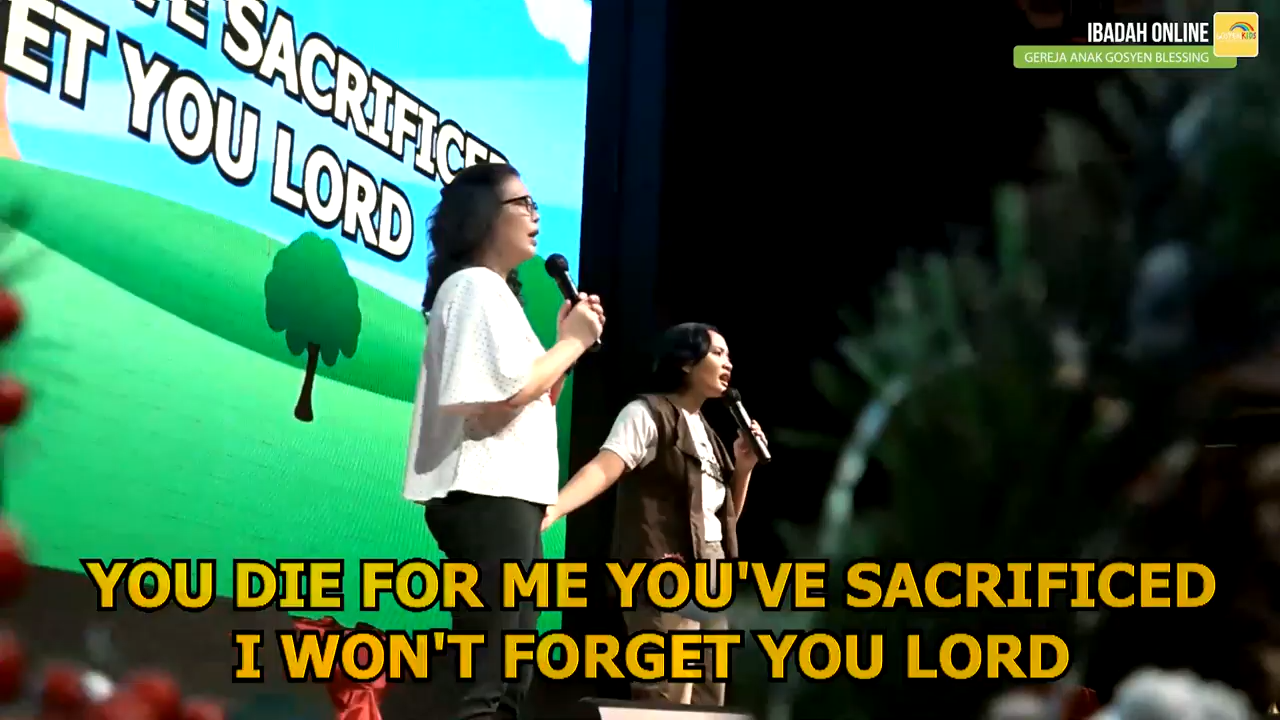 IBADAH ONLINE
GEREJA ANAK GOSYEN BLESSING
SACRIFICED
ET YOU LORD
YOU DIE FOR ME YOU'VE SACRIFICED
I WON'T FORGET YOU LORD